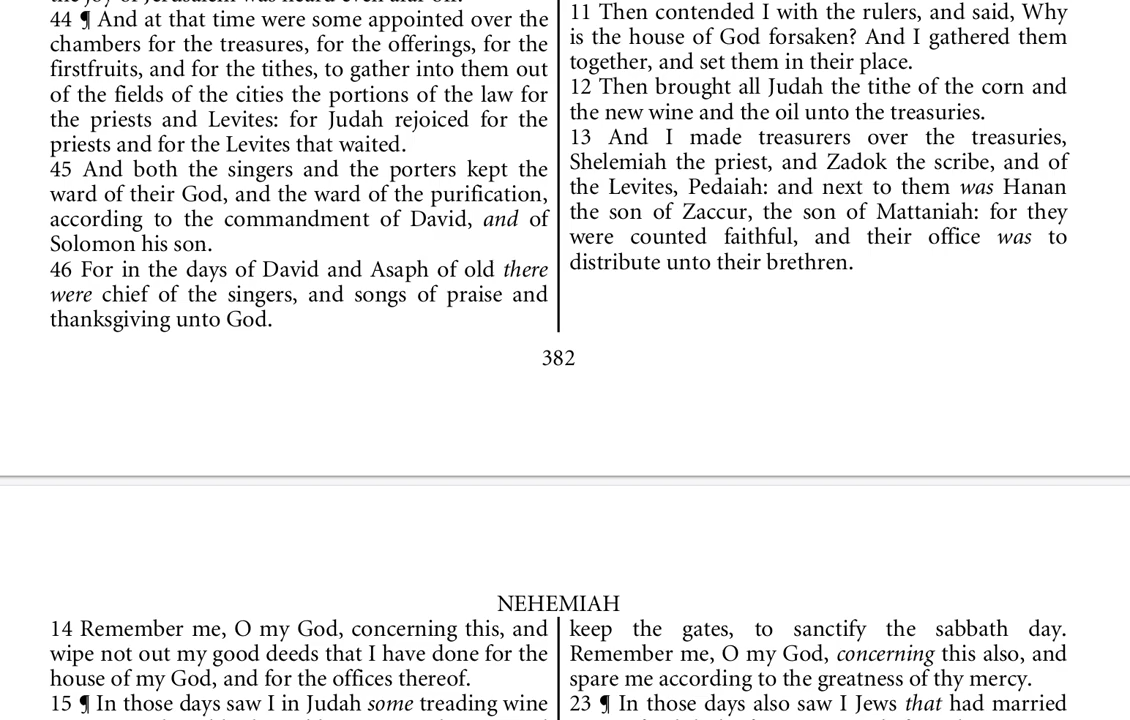 44 ¶ And at that time were some appointed over the
chambers for the treasures, for the offerings, for the
firstfruits, and for the tithes, to gather into them out
of the fields of the cities the portions of the law for
the priests and Levites: for Judah rejoiced for the
priests and for the Levites that waited.
45 And both the singers and the porters kept the
ward of their God, and the ward of the purification,
according to the commandment of David, and of
Solomon his son.
46 For in the days of David and Asaph of old there
were chief of the singers, and songs of praise and
thanksgiving unto God.
11 Then contended I with the rulers, and said, Why
is the house of God forsaken? And I gathered them
together, and set them in their place.
12 Then brought all Judah the tithe of the corn and
the new wine and the oil unto the treasuries.
13 And I made treasurers over the treasuries,
Shelemiah the priest, and Zadok the scribe, and of
the Levites, Pedaiah: and next to them was Hanan
the son of Zaccur, the son of Mattaniah: for they
were counted faithful, and their office was to
distribute unto their brethren.
382
NEHEMIAH
14 Remember me, O my God, concerning this, and
wipe not out my good deeds that I have done for the
house of my God, and for the offices thereof.
15 ¶ In those days saw I in Judah some treading wine
keep the gates, to sanctify the sabbath day.
Remember me, O my God, concerning this also, and
spare me according to the greatness of thy mercy.
23 ¶ In those days also saw I Jews that had married